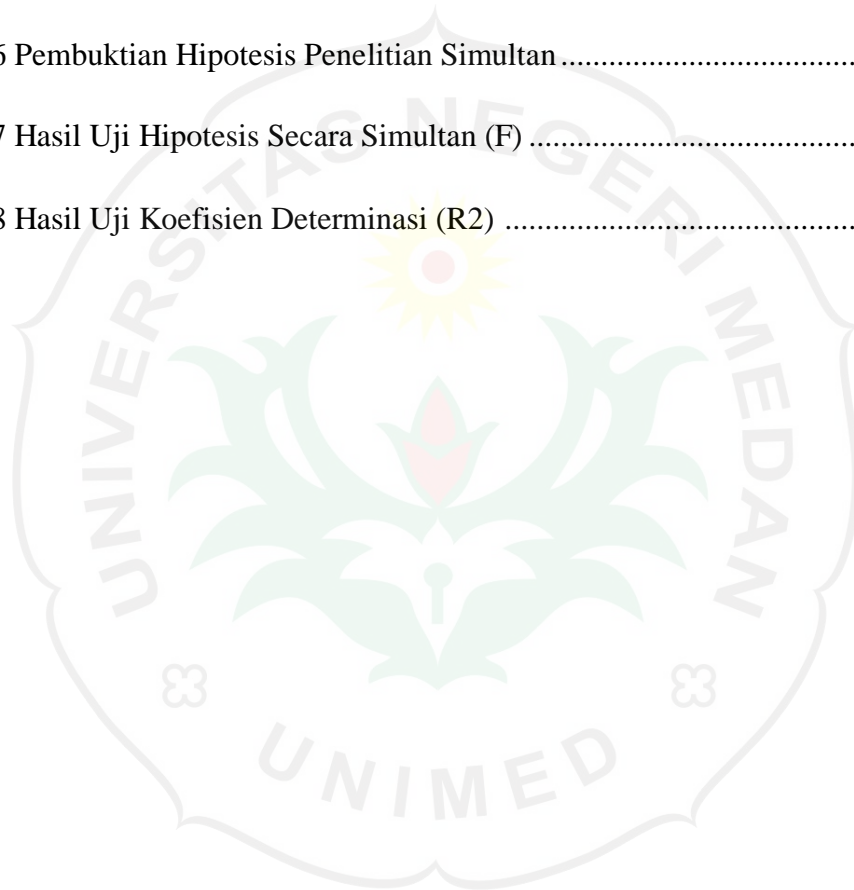 6 Pembuktian Hipotesis Penelitian Simultan ....................................
7 Hasil Uji Hipotesis Secara Simultan (F) ........................................
8 Hasil Uji Koefisien Determinasi (R2) ...........................................
UNIVERSITAS NEGERI MEDAN
UNIMED